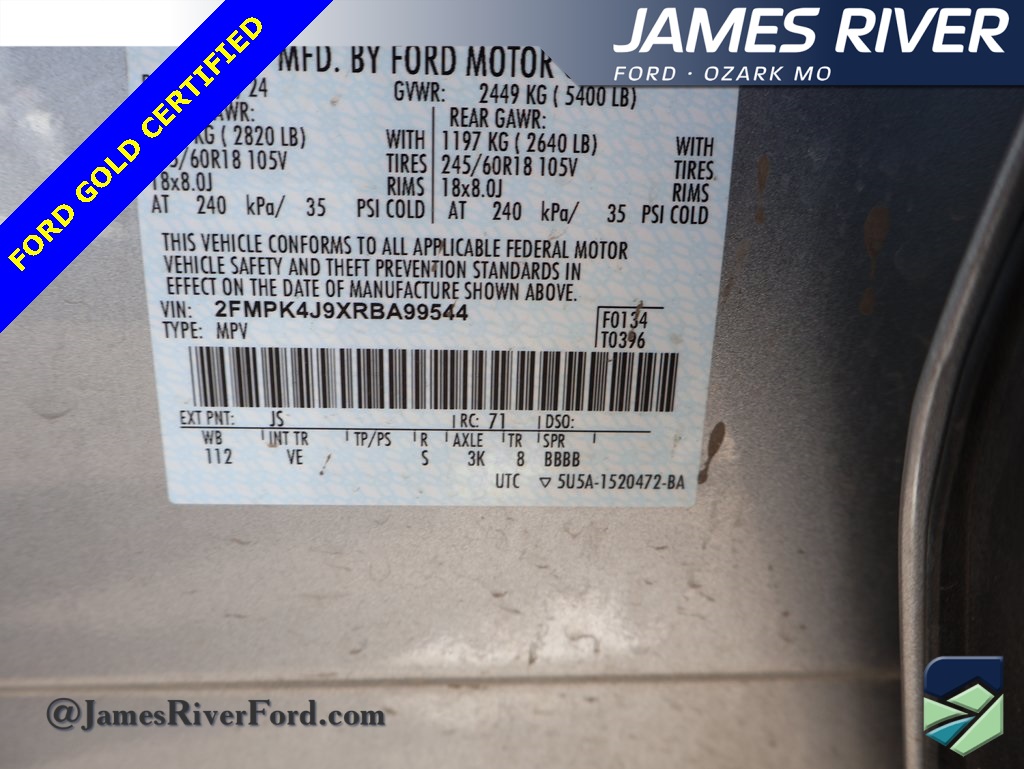 JAMES RIVER
FORD · OZARK MO
FORD GOLD CERTIFIED
MFD. BY FORD MOTOR
24 GVWR: 2449 KG ( 5400 LB)
REAR GAWR:
KG ( 2820 LB) WITH 1197 KG ( 2640 LB) WITH
/60R18 105V TIRES 245/60R18 105V TIRES
18x8.0J RIMS 18x8.0J RIMS
AT 240 kPa/ 35 PSI COLD AT 240 kPa/ 35 PSI COLD
THIS VEHICLE CONFORMS TO ALL APPLICABLE FEDERAL MOTOR
VEHICLE SAFETY AND THEFT PREVENTION STANDARDS IN
EFFECT ON THE DATE OF MANUFACTURE SHOWN ABOVE.
VIN: 2FMPK4J9XRBA99544 F0134
TYPE: MPV T0396
EXT PNT: JS RC: 71 DSO:
WB INT TR TP/PS R AXLE TR SPR
112 VE S 3K 8 BBBB
UTC ▽ 5U5A-1520472-BA
@JamesRiverFord.com